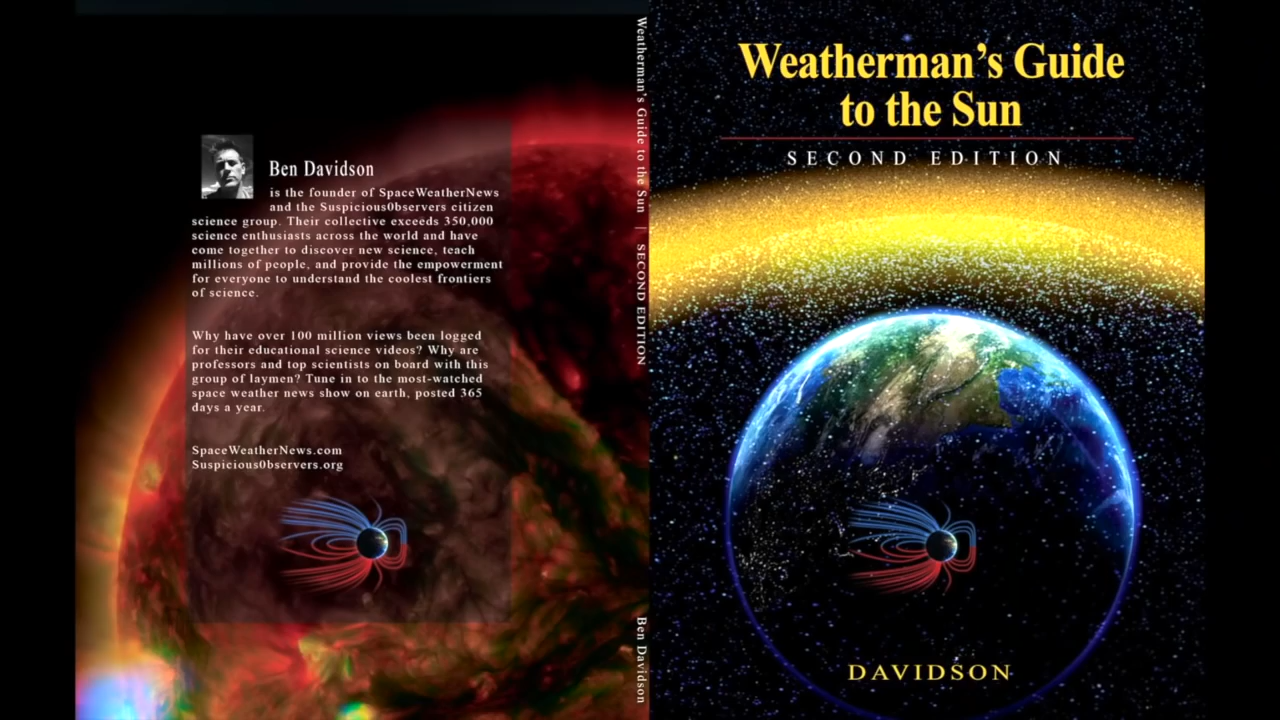 Ben Davidson
is the founder of SpaceWeatherNews
and the Suspicious0bservers citizen
science group. Their collective exceeds 350,000
science enthusiasts across the world and have
come together to discover new science, teach
millions of people, and provide the empowerment
for everyone to understand the coolest frontiers
of science.
Why have over 100 million views been logged
for their educational science videos? Why are
professors and top scientists on board with this
group of laymen? Tune in to the most-watched
space weather news show on earth, posted 365
days a year.
SpaceWeatherNews.com
Suspicious0bservers.org
Weatherman's Guide to the Sun | SECOND EDITION
Ben Davidson
Weatherman's Guide
to the Sun
SECOND EDITION
DAVIDSON